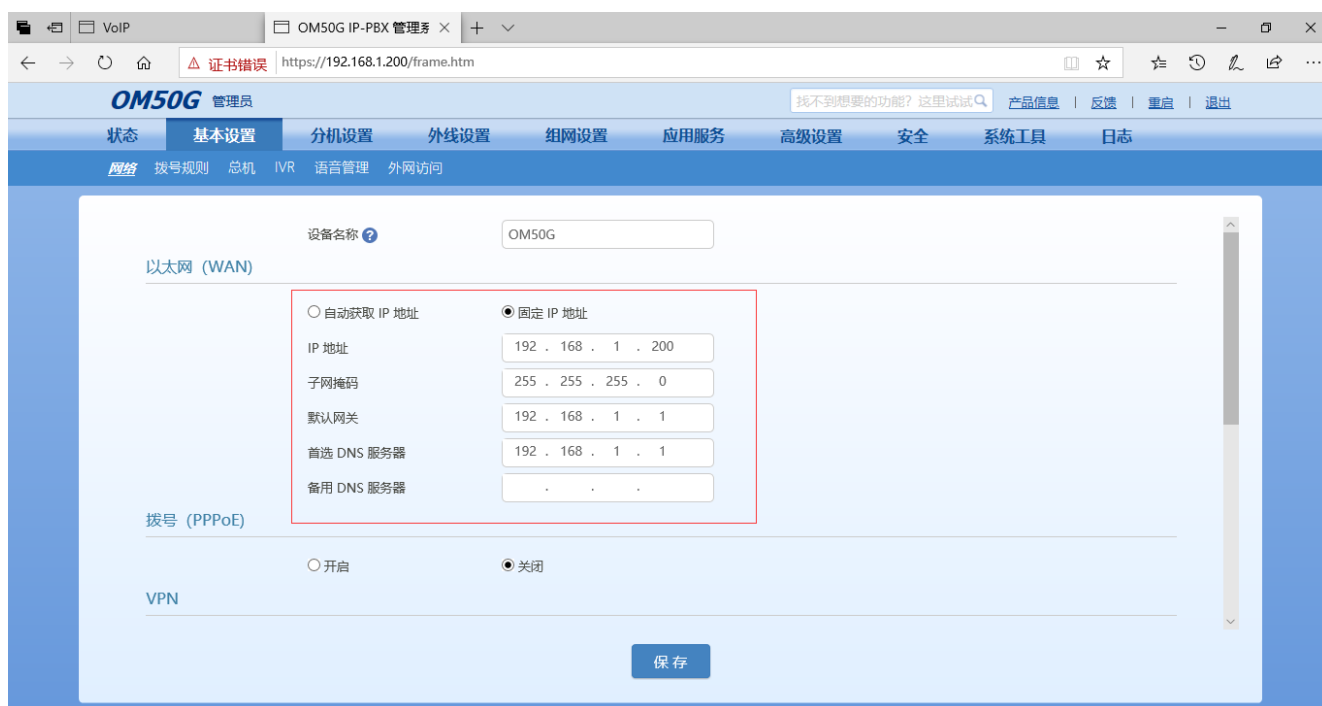 VoIP OM50G IP-PBX 管理系
证书错误 https://192.168.1.200/frame.htm
OM50G 管理员 找不到想要的功能？这里试试 产品信息 | 反馈 | 重启 | 退出
状态 基本设置 分机设置 外线设置 组网设置 应用服务 高级设置 安全 系统工具 日志
网络 拨号规则 总机 IVR 语音管理 外网访问
设备名称 ? OM50G
以太网 (WAN)
自动获取 IP 地址 固定 IP 地址
IP 地址 192 . 168 . 1 . 200
子网掩码 255 . 255 . 255 . 0
默认网关 192 . 168 . 1 . 1
首选 DNS 服务器 192 . 168 . 1 . 1
备用 DNS 服务器 . . .
拨号 (PPPoE)
开启 关闭
VPN
保存